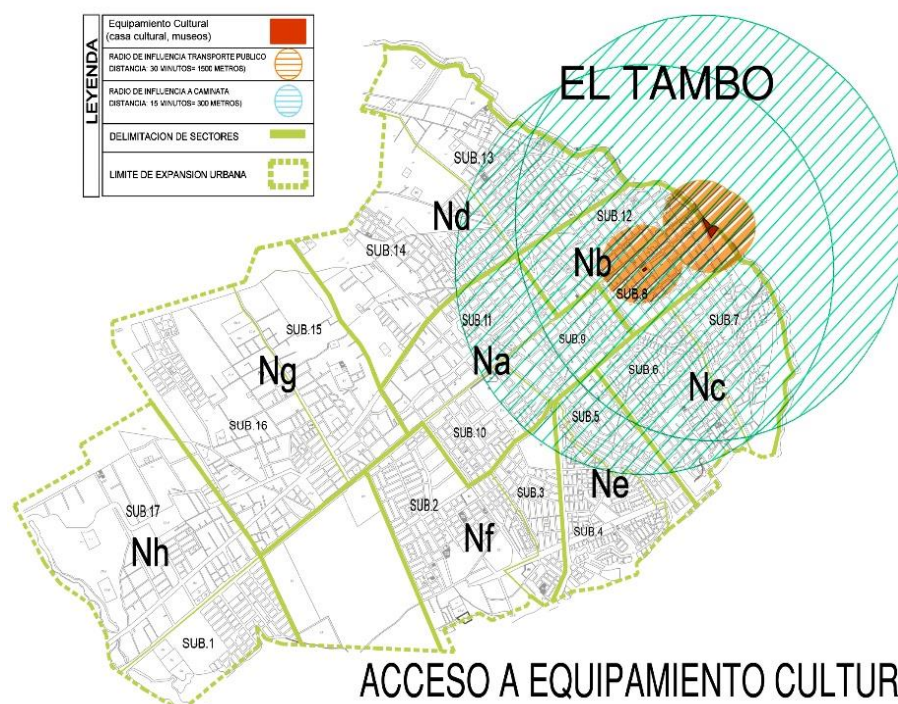 LEYENDA
Equipamiento Cultural
(casa cultural, museos)
RADIO DE INFLUENCIA TRANSPORTE PUBLICO
DISTANCIA: 30 MINUTOS= 1500 METROS)
RADIO DE INFLUENCIA A CAMINATA
DISTANCIA: 15 MINUTOS= 300 METROS)
DELIMITACION DE SECTORES
LIMITE DE EXPANSION URBANA
EL TAMBO
SUB.13
Nd
SUB.12
SUB.14
Nb
SUB.8
SUB.7
SUB.15
SUB.11
SUB.9
Ng
Na
SUB.6
Nc
SUB.16
SUB.5
SUB.10
SUB.17
SUB.2
SUB.3
Ne
Nh
Nf
SUB.4
SUB.1
ACCESO A EQUIPAMIENTO CULTUR